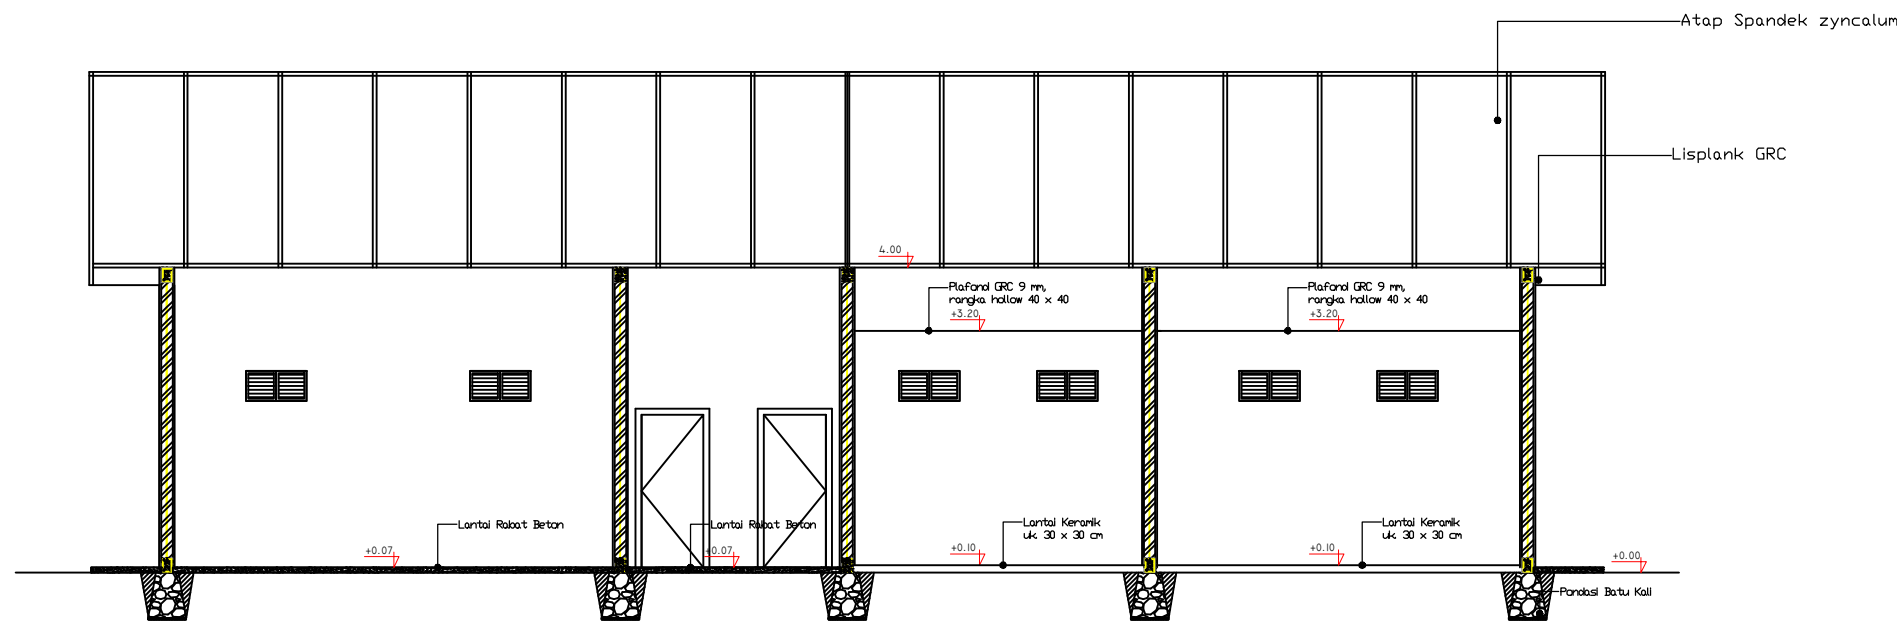 Atap Spandek zyncalum
Lisplank GRC
4.00
Plafond GRC 9 mm,
rangka hollow 40 x 40
+3.20
Plafond GRC 9 mm,
rangka hollow 40 x 40
+3.20
Lantai Rabat Beton
+0.07
Lantai Rabat Beton
+0.07
Lantai Keramik
uk. 30 x 30 cm
+0.10
Lantai Keramik
uk. 30 x 30 cm
+0.10
+0.00
Pondasi Batu Kali